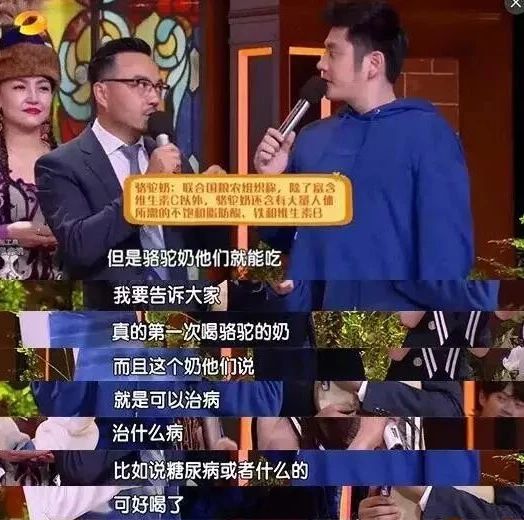 骆驼奶：联合国粮农组织称，除了富含
维生素C以外，骆驼奶还含有大量人体
所需的不饱和脂肪酸、铁和维生素B
但是骆驼奶他们就能吃
我要告诉大家
真的第一次喝骆驼的奶
而且这个奶他们说
就是可以治病
治什么病
比如说糖尿病或者什么的
可好喝了